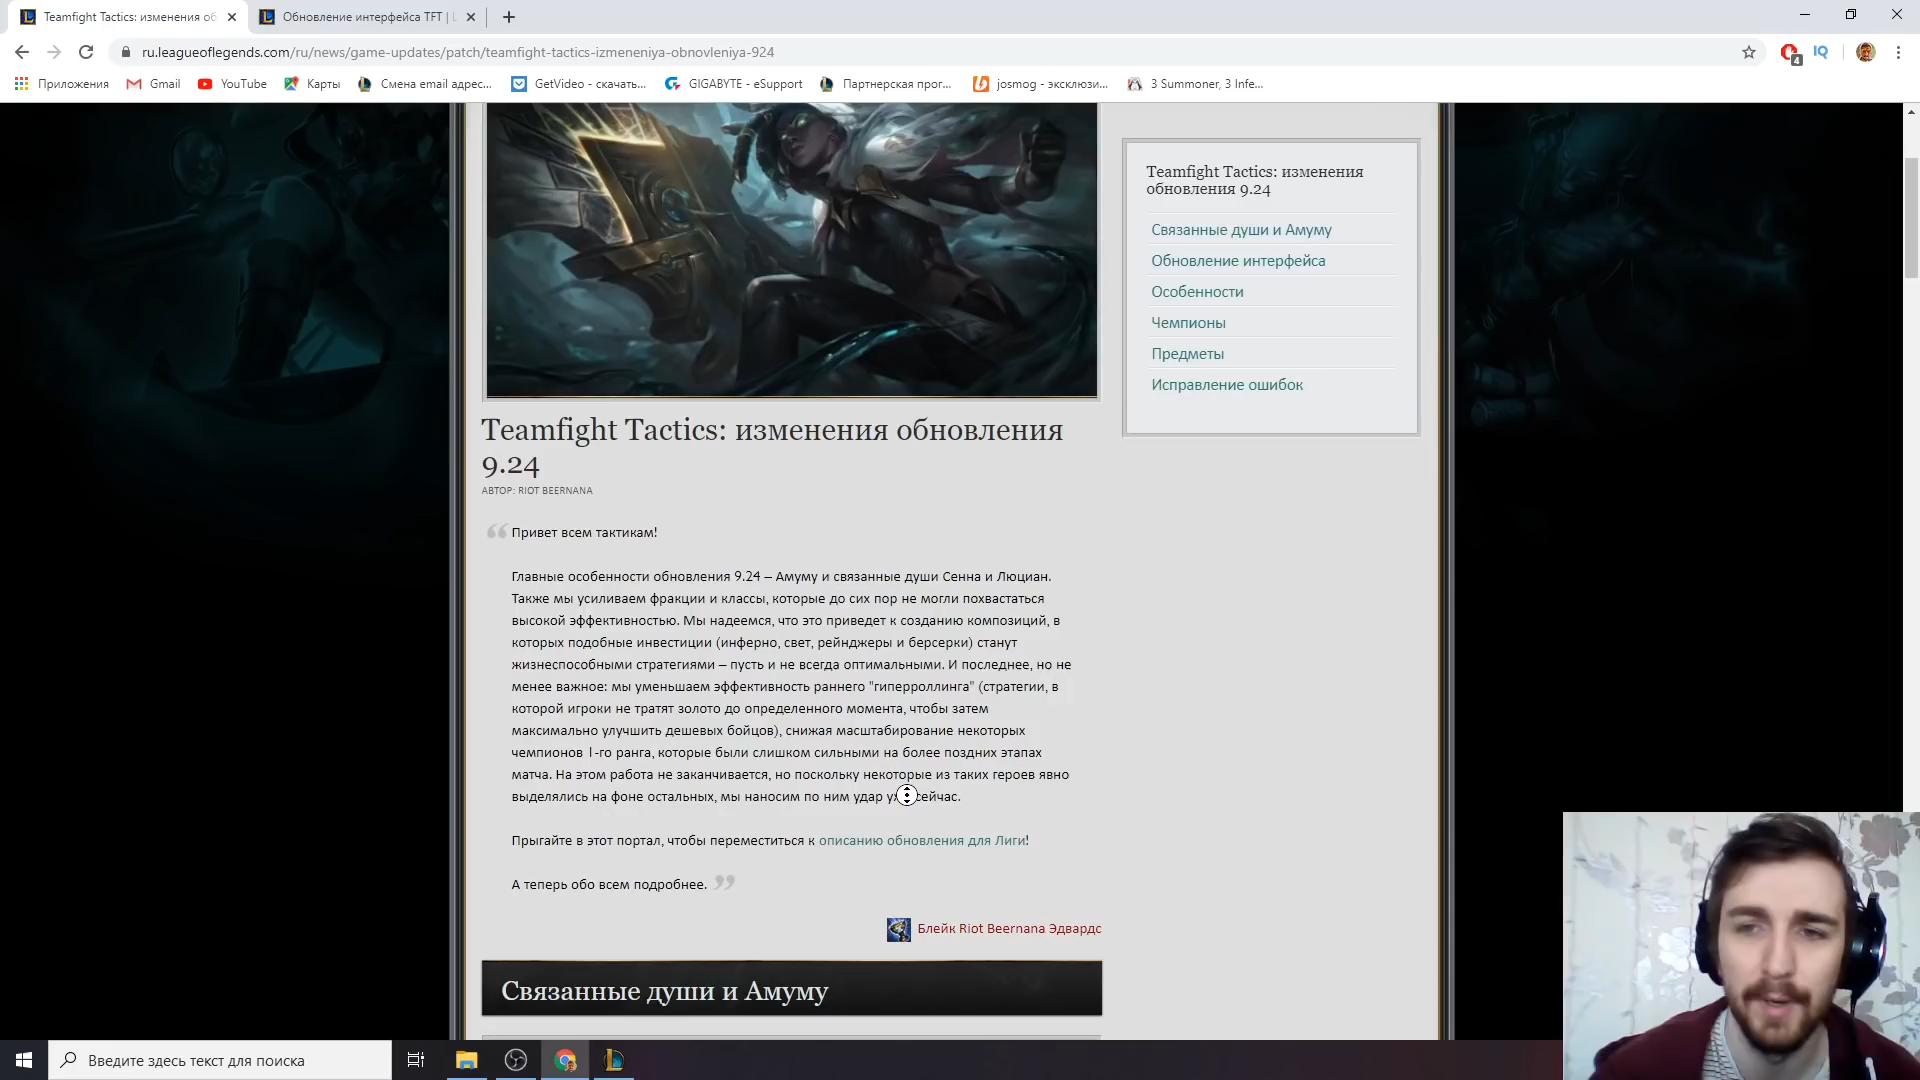 Teamfight Tactics: изменения об
Обновление интерфейса TFT | L
ru.leagueoflegends.com/ru/news/game-updates/patch/teamfight-tactics-izmeneniya-obnovleniya-924
4
IQ
Приложения
Gmail
YouTube
Карты
Смена email адрес...
GetVideo - скачать...
GIGABYTE - eSupport
Партнерская прог...
josmog - эксклюзи...
3 Summoner, 3 Infe...
Teamfight Tactics: изменения
обновления 9.24
Связанные души и Амуму
Обновление интерфейса
Особенности
Чемпионы
Предметы
Исправление ошибок
Teamfight Tactics: изменения обновления
9.24
АВТОР: RIOT BEERNANA
Привет всем тактикам!
Главные особенности обновления 9.24 – Амуму и связанные души Сенна и Люциан.
Также мы усиливаем фракции и классы, которые до сих пор не могли похвастаться
высокой эффективностью. Мы надеемся, что это приведет к созданию композиций, в
которых подобные инвестиции (инферно, свет, рейнджеры и берсерки) станут
жизнеспособными стратегиями – пусть и не всегда оптимальными. И последнее, но не
менее важное: мы уменьшаем эффективность раннего "гиперроллинга" (стратегии, в
которой игроки не тратят золото до определенного момента, чтобы затем
максимально улучшить дешевых бойцов), снижая масштабирование некоторых
чемпионов 1-го ранга, которые были слишком сильными на более поздних этапах
матча. На этом работа не заканчивается, но поскольку некоторые из таких героев явно
выделялись на фоне остальных, мы наносим по ним удар сейчас.
Прыгайте в этот портал, чтобы переместиться к описанию обновления для Лиги!
А теперь обо всем подробнее.
Блейк Riot Beernana Эдвардс
Связанные души и Амуму
Введите здесь текст для поиска